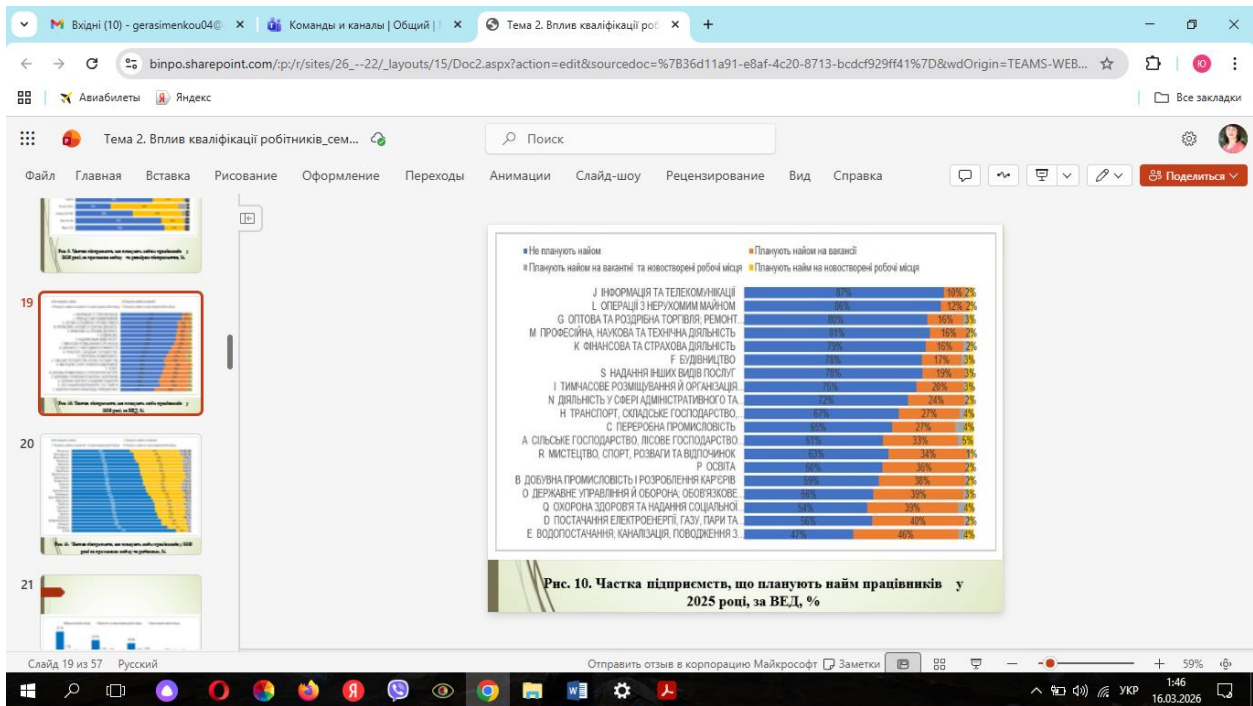 Вхідні (10) - gerasimenkou04@
Команды и каналы | Общий |
Тема 2. Вплив кваліфікації роб
binpo.sharepoint.com/:p:/r/sites/26_--22/_layouts/15/Doc2.aspx?action=edit&sourcedoc=%7B36d11a91-e8af-4c20-8713-bcdcf929ff41%7D&wdOrigin=TEAMS-WEB...
Ю
Авиабилеты
Яндекс
Все закладки
Тема 2. Вплив кваліфікації робітників_сем...
Поиск
Файл Главная Вставка Рисование Оформление Переходы Анимации Слайд-шоу Рецензирование Вид Справка
Поделиться
19
20
21
Не планують найом
Планують найом на вакансії
Планують найом на вакантні та новостворені робочі місця
Планують найм на новостворені робочі місця
J ІНФОРМАЦІЯ ТА ТЕЛЕКОМУНІКАЦІЇ 87% 10% 2%
L ОПЕРАЦІЇ З НЕРУХОМИМ МАЙНОМ 86% 12% 2%
G ОПТОВА ТА РОЗДРІБНА ТОРГІВЛЯ; РЕМОНТ... 80% 16% 3%
M ПРОФЕСІЙНА, НАУКОВА ТА ТЕХНІЧНА ДІЯЛЬНІСТЬ 81% 16% 2%
K ФІНАНСОВА ТА СТРАХОВА ДІЯЛЬНІСТЬ 79% 16% 2%
F БУДІВНИЦТВО 78% 17% 3%
S НАДАННЯ ІНШИХ ВИДІВ ПОСЛУГ 78% 19% 3%
I ТИМЧАСОВЕ РОЗМІЩУВАННЯ Й ОРГАНІЗАЦІЯ... 76% 20% 3%
N ДІЯЛЬНІСТЬ У СФЕРІ АДМІНІСТРАТИВНОГО ТА... 72% 24% 2%
H ТРАНСПОРТ, СКЛАДСЬКЕ ГОСПОДАРСТВО,... 67% 27% 4%
C ПЕРЕРОБНА ПРОМИСЛОВІСТЬ 65% 27% 4%
A СІЛЬСЬКЕ ГОСПОДАРСТВО, ЛІСОВЕ ГОСПОДАРСТВО... 61% 33% 5%
R МИСТЕЦТВО, СПОРТ, РОЗВАГИ ТА ВІДПОЧИНОК 63% 34% 1%
P ОСВІТА 60% 36% 2%
B ДОБУВНА ПРОМИСЛОВІСТЬ І РОЗРОБЛЕННЯ КАР'ЄРІВ 59% 38% 2%
O ДЕРЖАВНЕ УПРАВЛІННЯ Й ОБОРОНА; ОБОВ'ЯЗКОВЕ... 56% 39% 3%
Q ОХОРОНА ЗДОРОВ'Я ТА НАДАННЯ СОЦІАЛЬНОЇ... 54% 39% 4%
D ПОСТАЧАННЯ ЕЛЕКТРОЕНЕРГІЇ, ГАЗУ, ПАРИ ТА... 56% 40% 2%
E ВОДОПОСТАЧАННЯ; КАНАЛІЗАЦІЯ, ПОВОДЖЕННЯ З... 47% 46% 4%
Рис. 10. Частка підприємств, що планують найм працівників у
2025 році, за ВЕД, %
Слайд 19 из 57 Русский
Отправить отзыв в корпорацию Майкрософт Заметки 59%
УКР
1:46
16.03.2026